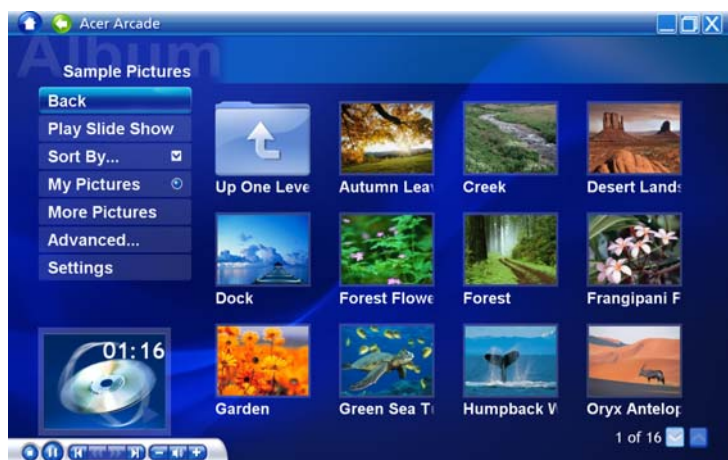 Acer Arcade
Album
Sample Pictures
Back
Play Slide Show
Sort By...
My Pictures
More Pictures
Advanced...
Settings
Up One Leve
Autumn Lea
Creek
Desert Lands
Dock
Forest Flowe
Forest
Frangipani F
Garden
Green Sea T
Humpback W
Oryx Antelop
01:16
1 of 16